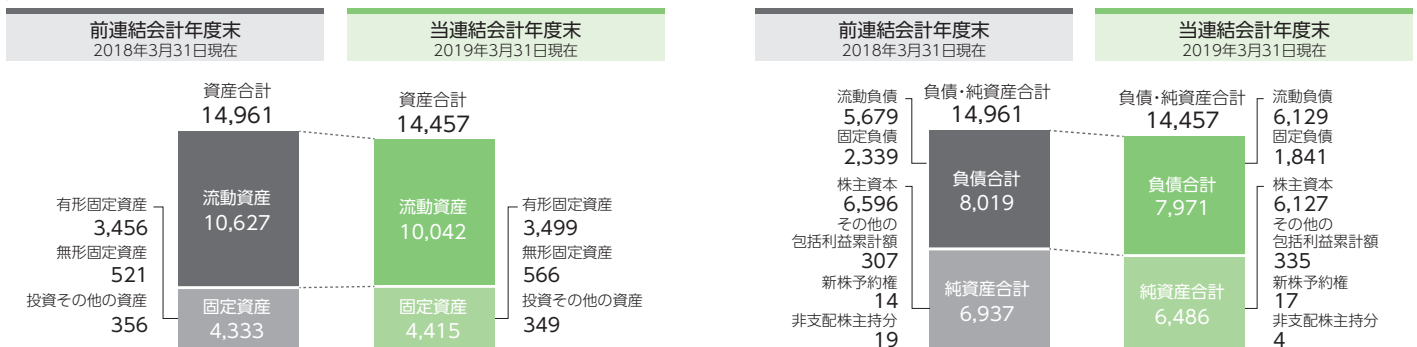 前連結会計年度末
2018年3月31日現在
当連結会計年度末
2019年3月31日現在
資産合計
14,961
資産合計
14,457
有形固定資産
3,456
無形固定資産
521
投資その他の資産
356
流動資産
10,627
固定資産
4,333
流動資産
10,042
固定資産
4,415
有形固定資産
3,499
無形固定資産
566
投資その他の資産
349
前連結会計年度末
2018年3月31日現在
当連結会計年度末
2019年3月31日現在
流動負債
5,679
固定負債
2,339
株主資本
6,596
その他の
包括利益累計額
307
新株予約権
14
非支配株主持分
19
負債・純資産合計
14,961
負債合計
8,019
純資産合計
6,937
負債・純資産合計
14,457
負債合計
7,971
純資産合計
6,486
流動負債
6,129
固定負債
1,841
株主資本
6,127
その他の
包括利益累計額
335
新株予約権
17
非支配株主持分
4